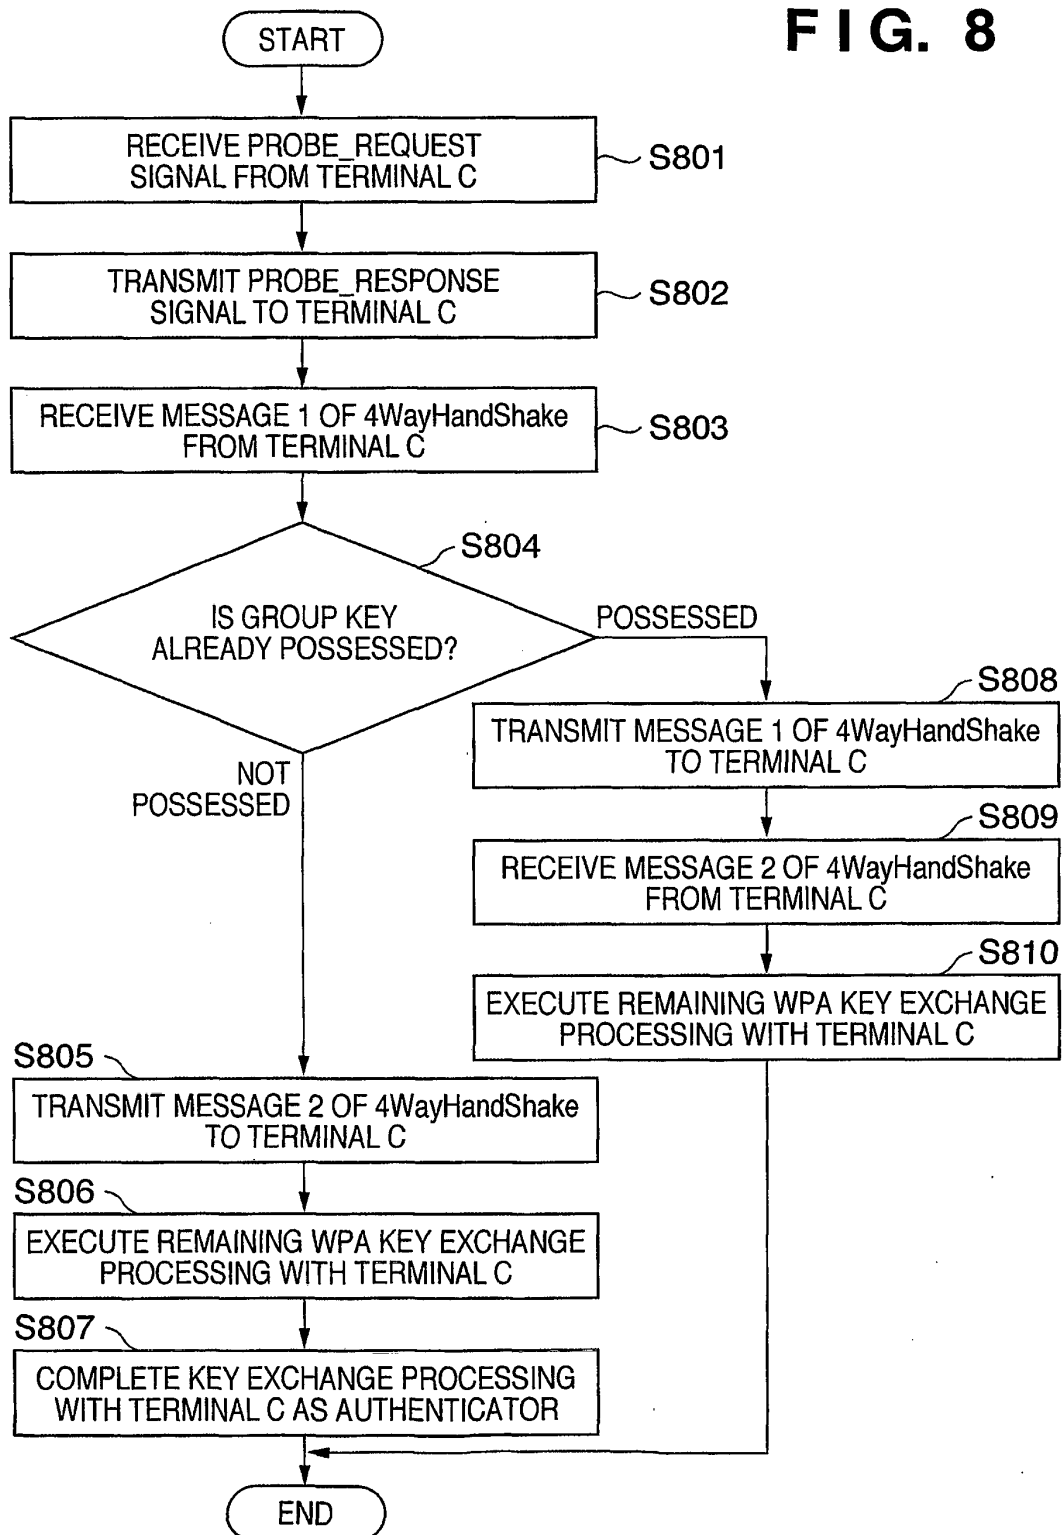 FIG. 8
START
RECEIVE PROBE_REQUEST
SIGNAL FROM TERMINAL C
S801
TRANSMIT PROBE_RESPONSE
SIGNAL TO TERMINAL C
S802
RECEIVE MESSAGE 1 OF 4WayHandShake
FROM TERMINAL C
S803
S804
IS GROUP KEY
ALREADY POSSESSED?
POSSESSED
NOT
POSSESSED
S808
TRANSMIT MESSAGE 1 OF 4WayHandShake
TO TERMINAL C
S809
RECEIVE MESSAGE 2 OF 4WayHandShake
FROM TERMINAL C
S810
EXECUTE REMAINING WPA KEY EXCHANGE
PROCESSING WITH TERMINAL C
S805
TRANSMIT MESSAGE 2 OF 4WayHandShake
TO TERMINAL C
S806
EXECUTE REMAINING WPA KEY EXCHANGE
PROCESSING WITH TERMINAL C
S807
COMPLETE KEY EXCHANGE PROCESSING
WITH TERMINAL C AS AUTHENTICATOR
END